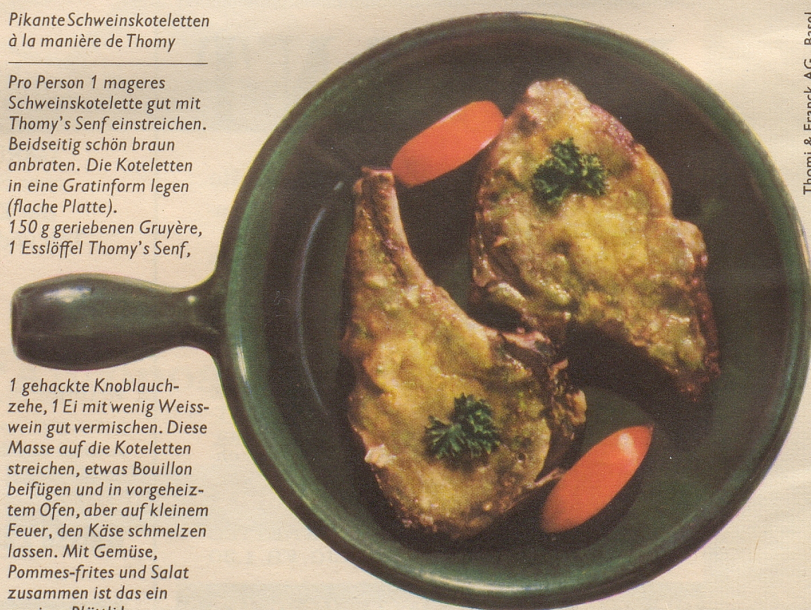 Pikante Schweinskoteletten
à la manière de Thomy
Pro Person 1 mageres
Schweinskotelette gut mit
Thomy's Senf einstreichen.
Beidseitig schön braun
anbraten. Die Koteletten
in eine Gratinform legen
(flache Platte).
150 g geriebenen Gruyère,
1 Esslöffel Thomy's Senf,
1 gehackte Knoblauch-
zehe, 1 Ei mit wenig Weiss-
wein gut vermischen. Diese
Masse auf die Koteletten
streichen, etwas Bouillon
beifügen und in vorgeheiz-
tem Ofen, aber auf kleinem
Feuer, den Käse schmelzen
lassen. Mit Gemüse,
Pommes-frites und Salat
zusammen ist das ein
Thomi & Franck AG Basel